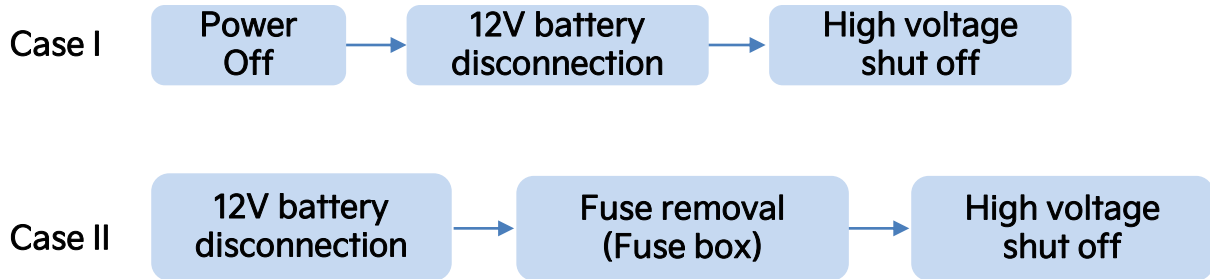 Case I
Power
Off
12V battery
disconnection
High voltage
shut off
Case II
12V battery
disconnection
Fuse removal
(Fuse box)
High voltage
shut off